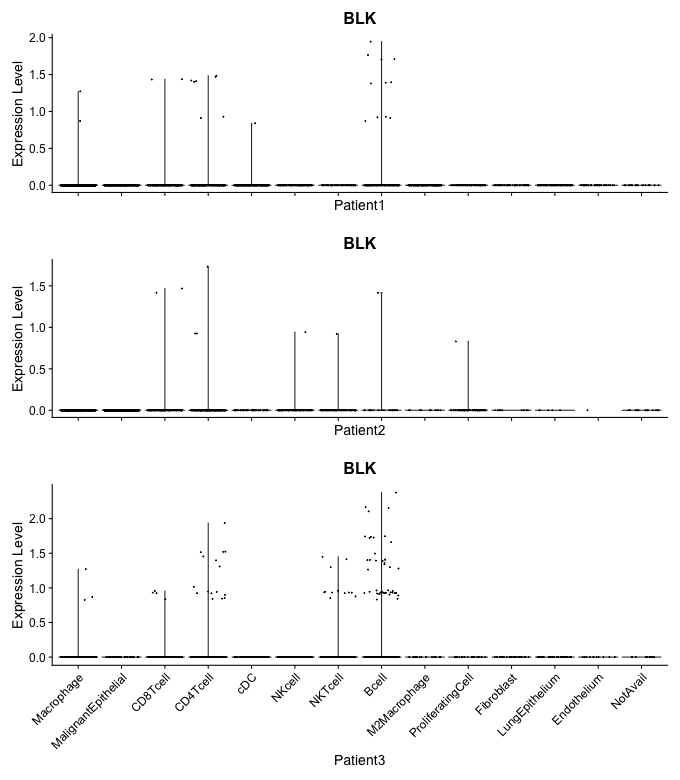 BLK
Expression Level
2.0
1.5
1.0
0.5
0.0
Patient1
BLK
Expression Level
1.5
1.0
0.5
0.0
Patient2
BLK
Expression Level
2.0
1.5
1.0
0.5
0.0
Macrophage
MalignantEpithelial
CD8Tcell
CD4Tcell
cDC
NKcell
NKTcell
Bcell
M2Macrophage
ProliferatingCell
Fibroblast
LungEpithelium
Endothelium
NotAvail
Patient3